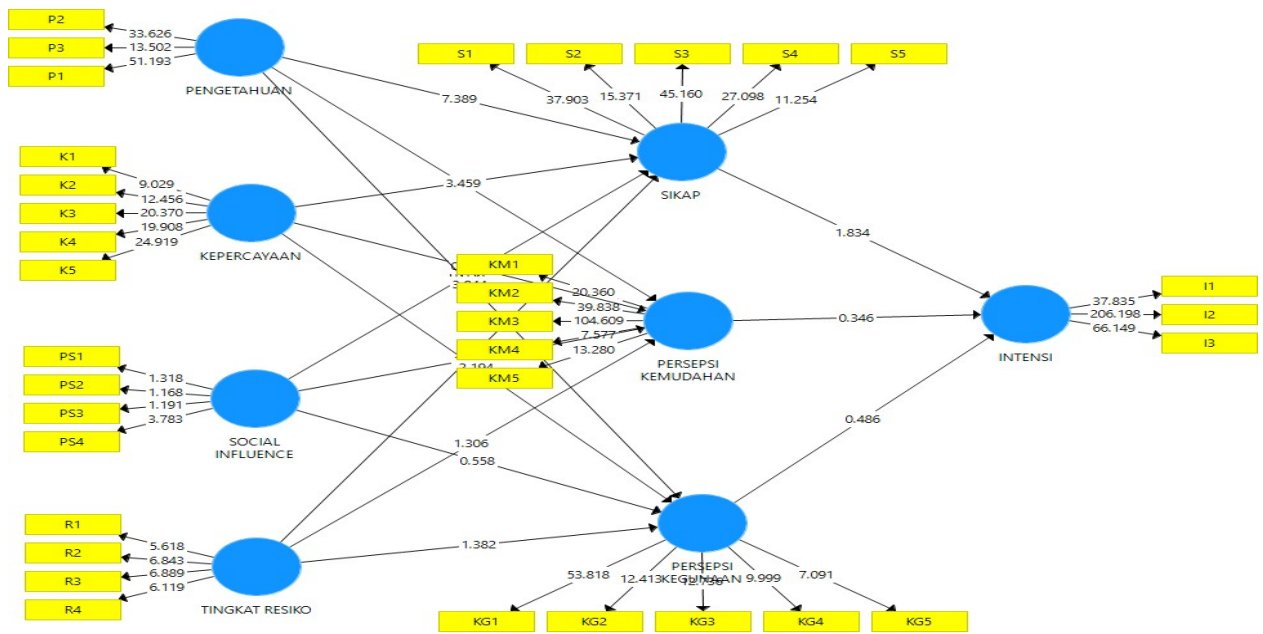 P2
P3
P1
33.626
13.502
51.193
PENGETAHUAN
S1
S2
S3
S4
S5
37.903
15.371
45.160
27.098
11.254
SIKAP
7.389
K1
K2
K3
K4
K5
9.029
12.456
20.370
19.908
24.919
KEPERCAYAAN
3.459
1.834
KM1
KM2
KM3
KM4
KM5
20.360
39.838
104.609
7.577
13.280
PERSEPSI
KEMUDAHAN
0.346
I1
I2
I3
37.835
206.198
66.149
INTENSI
PS1
PS2
PS3
PS4
1.318
1.168
1.191
3.783
SOCIAL
INFLUENCE
0.486
1.306
0.558
R1
R2
R3
R4
5.618
6.843
6.889
6.119
TINGKAT RESIKO
1.382
PERSEPSI
KEGUNAAN
53.818
12.413
9.999
7.091
KG1
KG2
KG3
KG4
KG5